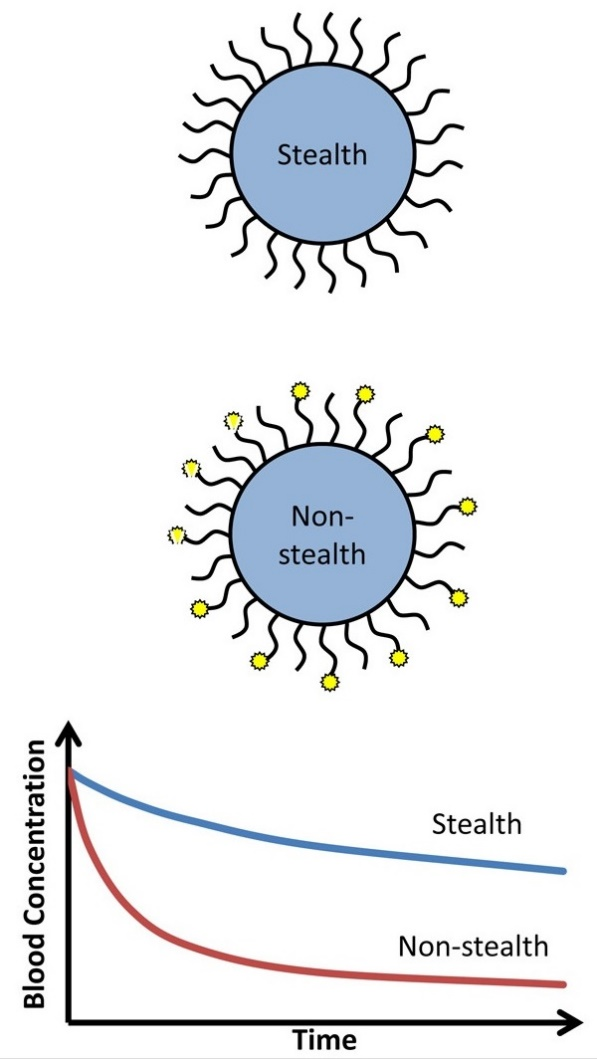 Stealth
Non-
stealth
Stealth
Non-stealth
Blood Concentration
Time